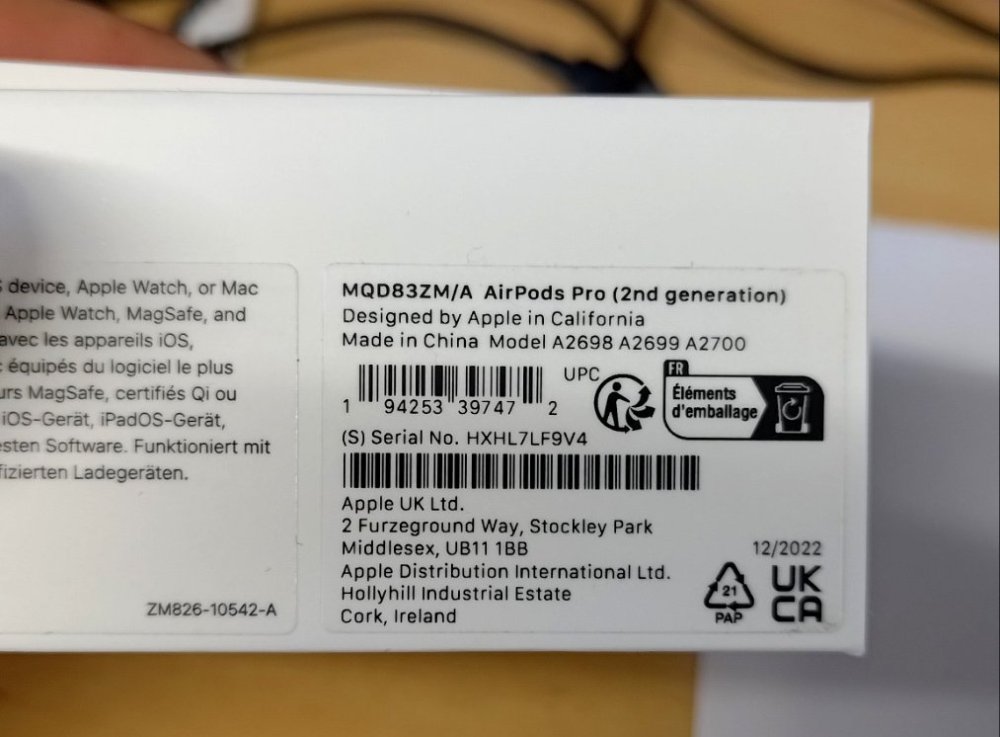 S device, Apple Watch, or Mac
Apple Watch, MagSafe, and
avec les appareils iOS,
équipés du logiciel le plus
urs MagSafe, certifiés Qi ou
iOS-Gerät, iPadOS-Gerät,
esten Software. Funktioniert mit
fizierten Ladegeräten.
ZM826-10542-A
MQD83ZM/A AirPods Pro (2nd generation)
Designed by Apple in California
Made in China Model A2698 A2699 A2700
UPC
1 94253 39747 2
FR
Éléments
d'emballage
(S) Serial No. HXHL7LF9V4
Apple UK Ltd.
2 Furzeground Way, Stockley Park
Middlesex, UB11 1BB
Apple Distribution International Ltd.
Hollyhill Industrial Estate
Cork, Ireland
12/2022
21
PAP
UK
CA